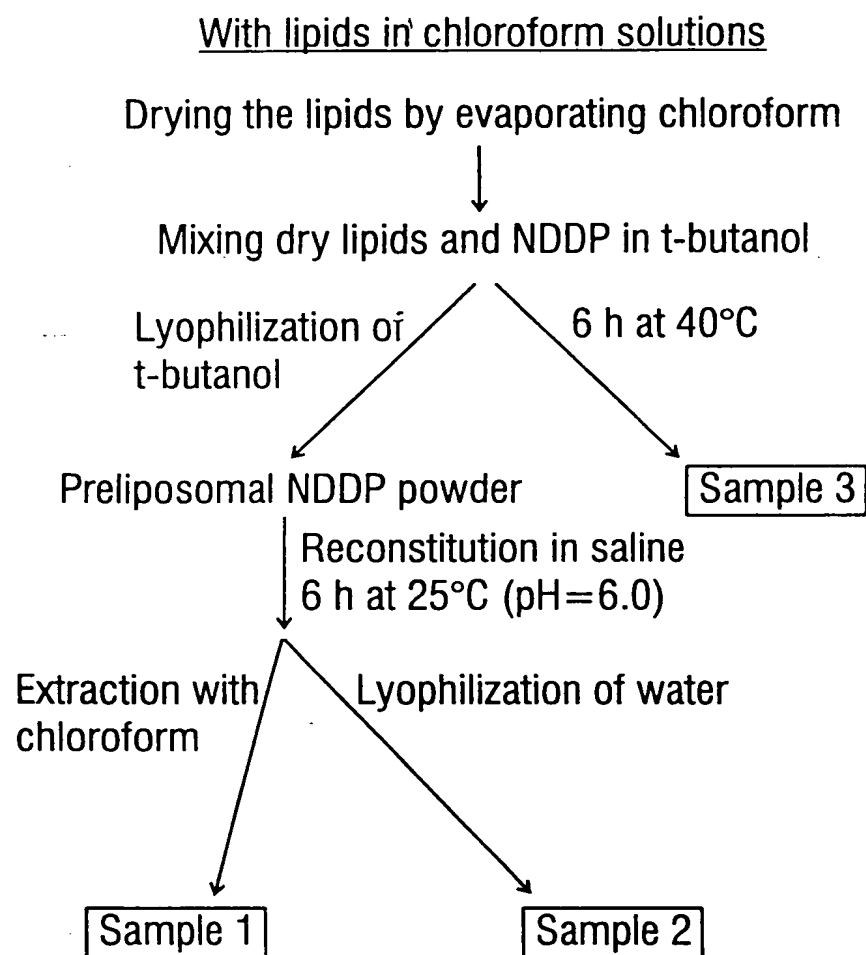 With lipids in chloroform solutions
Drying the lipids by evaporating chloroform
Mixing dry lipids and NDDP in t-butanol
Lyophilization of
t-butanol
6 h at 40°C
Preliposomal NDDP powder
Sample 3
Reconstitution in saline
6 h at 25°C (pH=6.0)
Extraction with
chloroform
Lyophilization of water
Sample 1
Sample 2